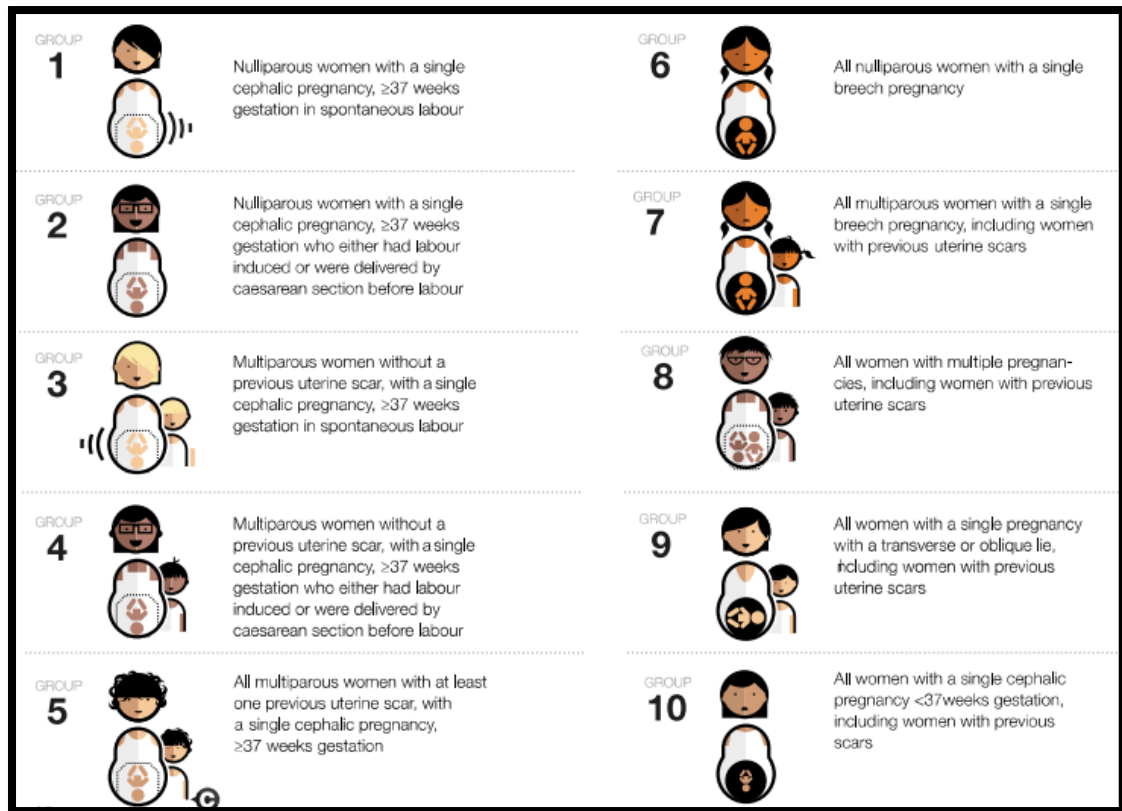 GROUP
1
Nulliparous women with a single
cephalic pregnancy, ≥37 weeks
gestation in spontaneous labour
GROUP
2
Nulliparous women with a single
cephalic pregnancy, ≥37 weeks
gestation who either had labour
induced or were delivered by
caesarean section before labour
GROUP
3
Multiparous women without a
previous uterine scar, with a single
cephalic pregnancy, ≥37 weeks
gestation in spontaneous labour
GROUP
4
Multiparous women without a
previous uterine scar, with a single
cephalic pregnancy, ≥37 weeks
gestation who either had labour
induced or were delivered by
caesarean section before labour
GROUP
5
All multiparous women with at least
one previous uterine scar, with
a single cephalic pregnancy,
≥37 weeks gestation
C
GROUP
6
All nulliparous women with a single
breech pregnancy
GROUP
7
All multiparous women with a single
breech pregnancy, including women
with previous uterine scars
GROUP
8
All women with multiple pregnan-
cies, including women with previous
uterine scars
GROUP
9
All women with a single pregnancy
with a transverse or oblique lie,
including women with previous
uterine scars
GROUP
10
All women with a single cephalic
pregnancy <37weeks gestation,
including women with previous
scars